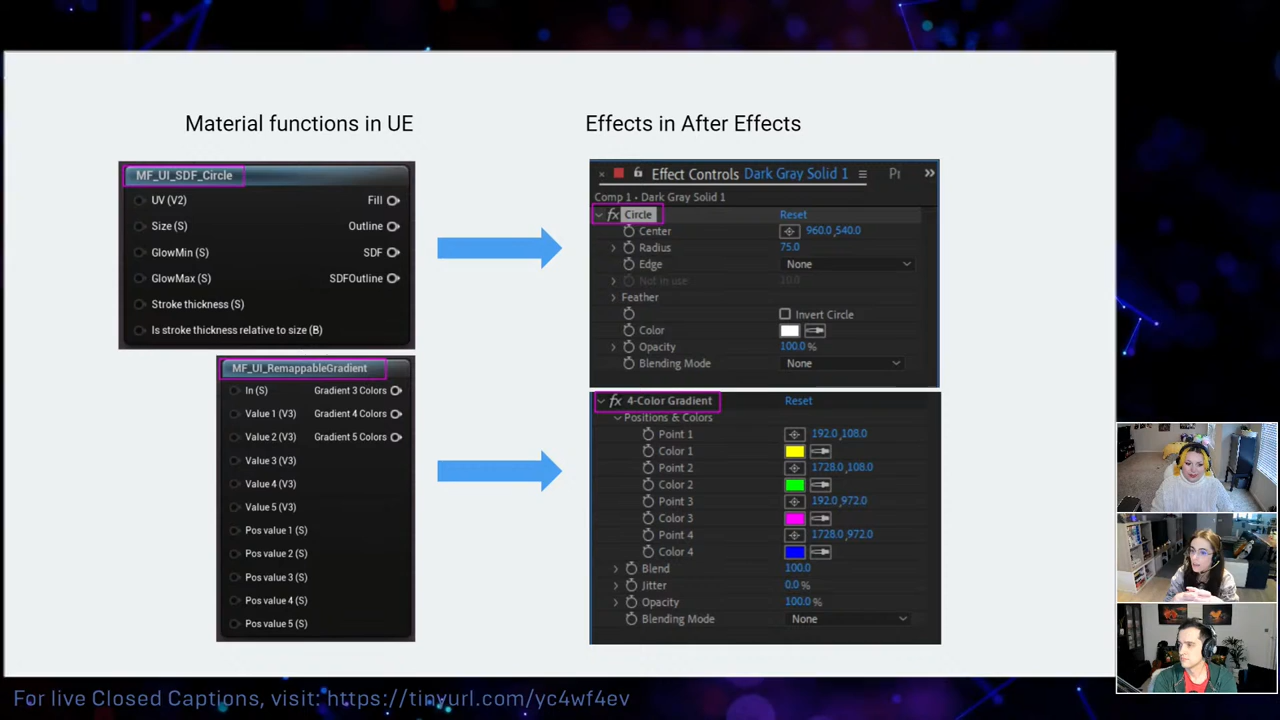 Material functions in UE
Effects in After Effects
MF_UI_SDF_Circle
UV (V2) Fill
Size (S) Outline
GlowMin (S) SDF
GlowMax (S) SDFOutline
Stroke thickness (S)
Is stroke thickness relative to size (B)
MF_UI_RemappableGradient
In (S) Gradient 3 Colors
Value 1 (V3) Gradient 4 Colors
Value 2 (V3) Gradient 5 Colors
Value 3 (V3)
Value 4 (V3)
Value 5 (V3)
Pos value 1 (S)
Pos value 2 (S)
Pos value 3 (S)
Pos value 4 (S)
Pos value 5 (S)
Effect Controls Dark Gray Solid 1 Pr
Comp 1 • Dark Gray Solid 1
fx Circle Reset
Center 960.0,540.0
Radius 75.0
Edge None
Not in use 10.0
Feather
Invert Circle
Color
Opacity 100.0 %
Blending Mode None
fx 4-Color Gradient Reset
Positions & Colors
Point 1 192.0,108.0
Color 1
Point 2 1728.0,108.0
Color 2
Point 3 192.0,972.0
Color 3
Point 4 1728.0,972.0
Color 4
Blend 100.0
Jitter 0.0 %
Opacity 100.0 %
Blending Mode None
For live Closed Captions, visit: https://tinyurl.com/yc4wf4ev